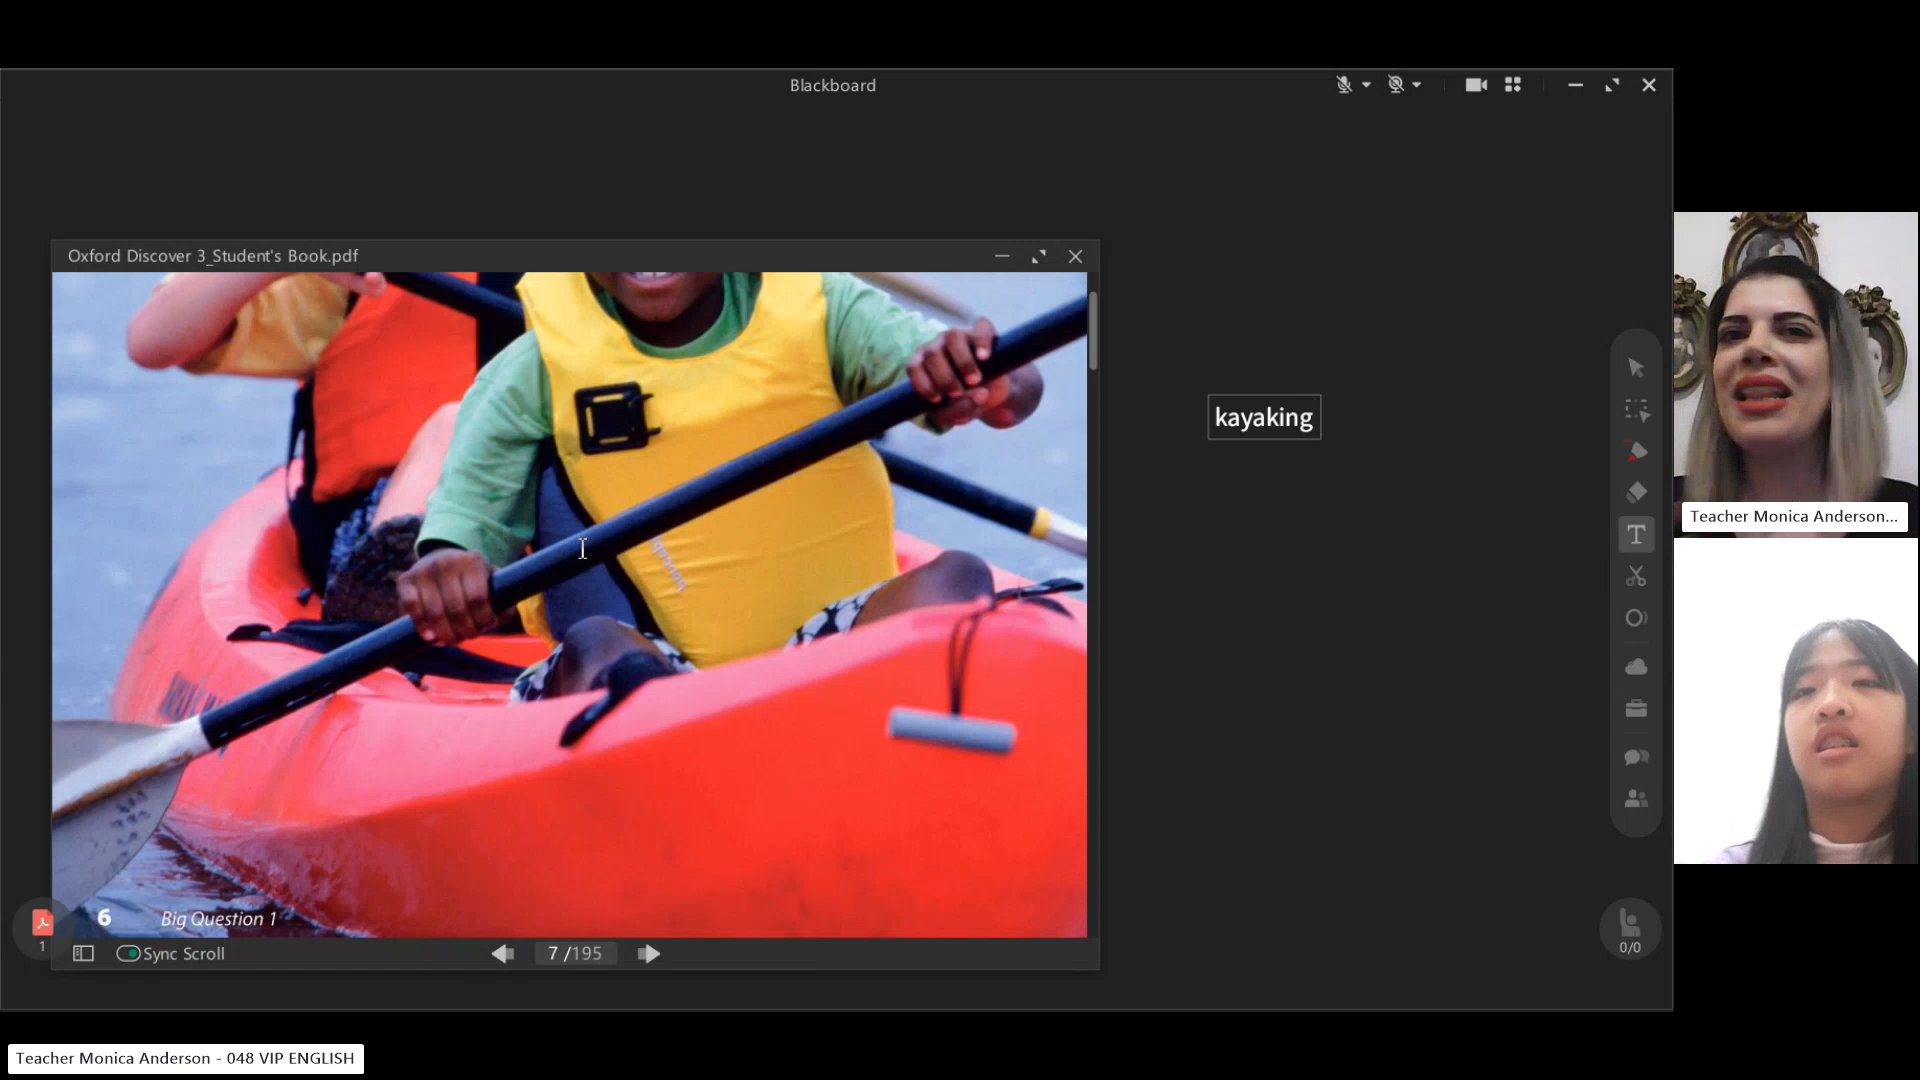 Blackboard
Oxford Discover 3_Student's Book.pdf
kayaking
Teacher Monica Anderson...
6 Big Question 1
1
Sync Scroll
7 /195
0/0
Teacher Monica Anderson - 048 VIP ENGLISH